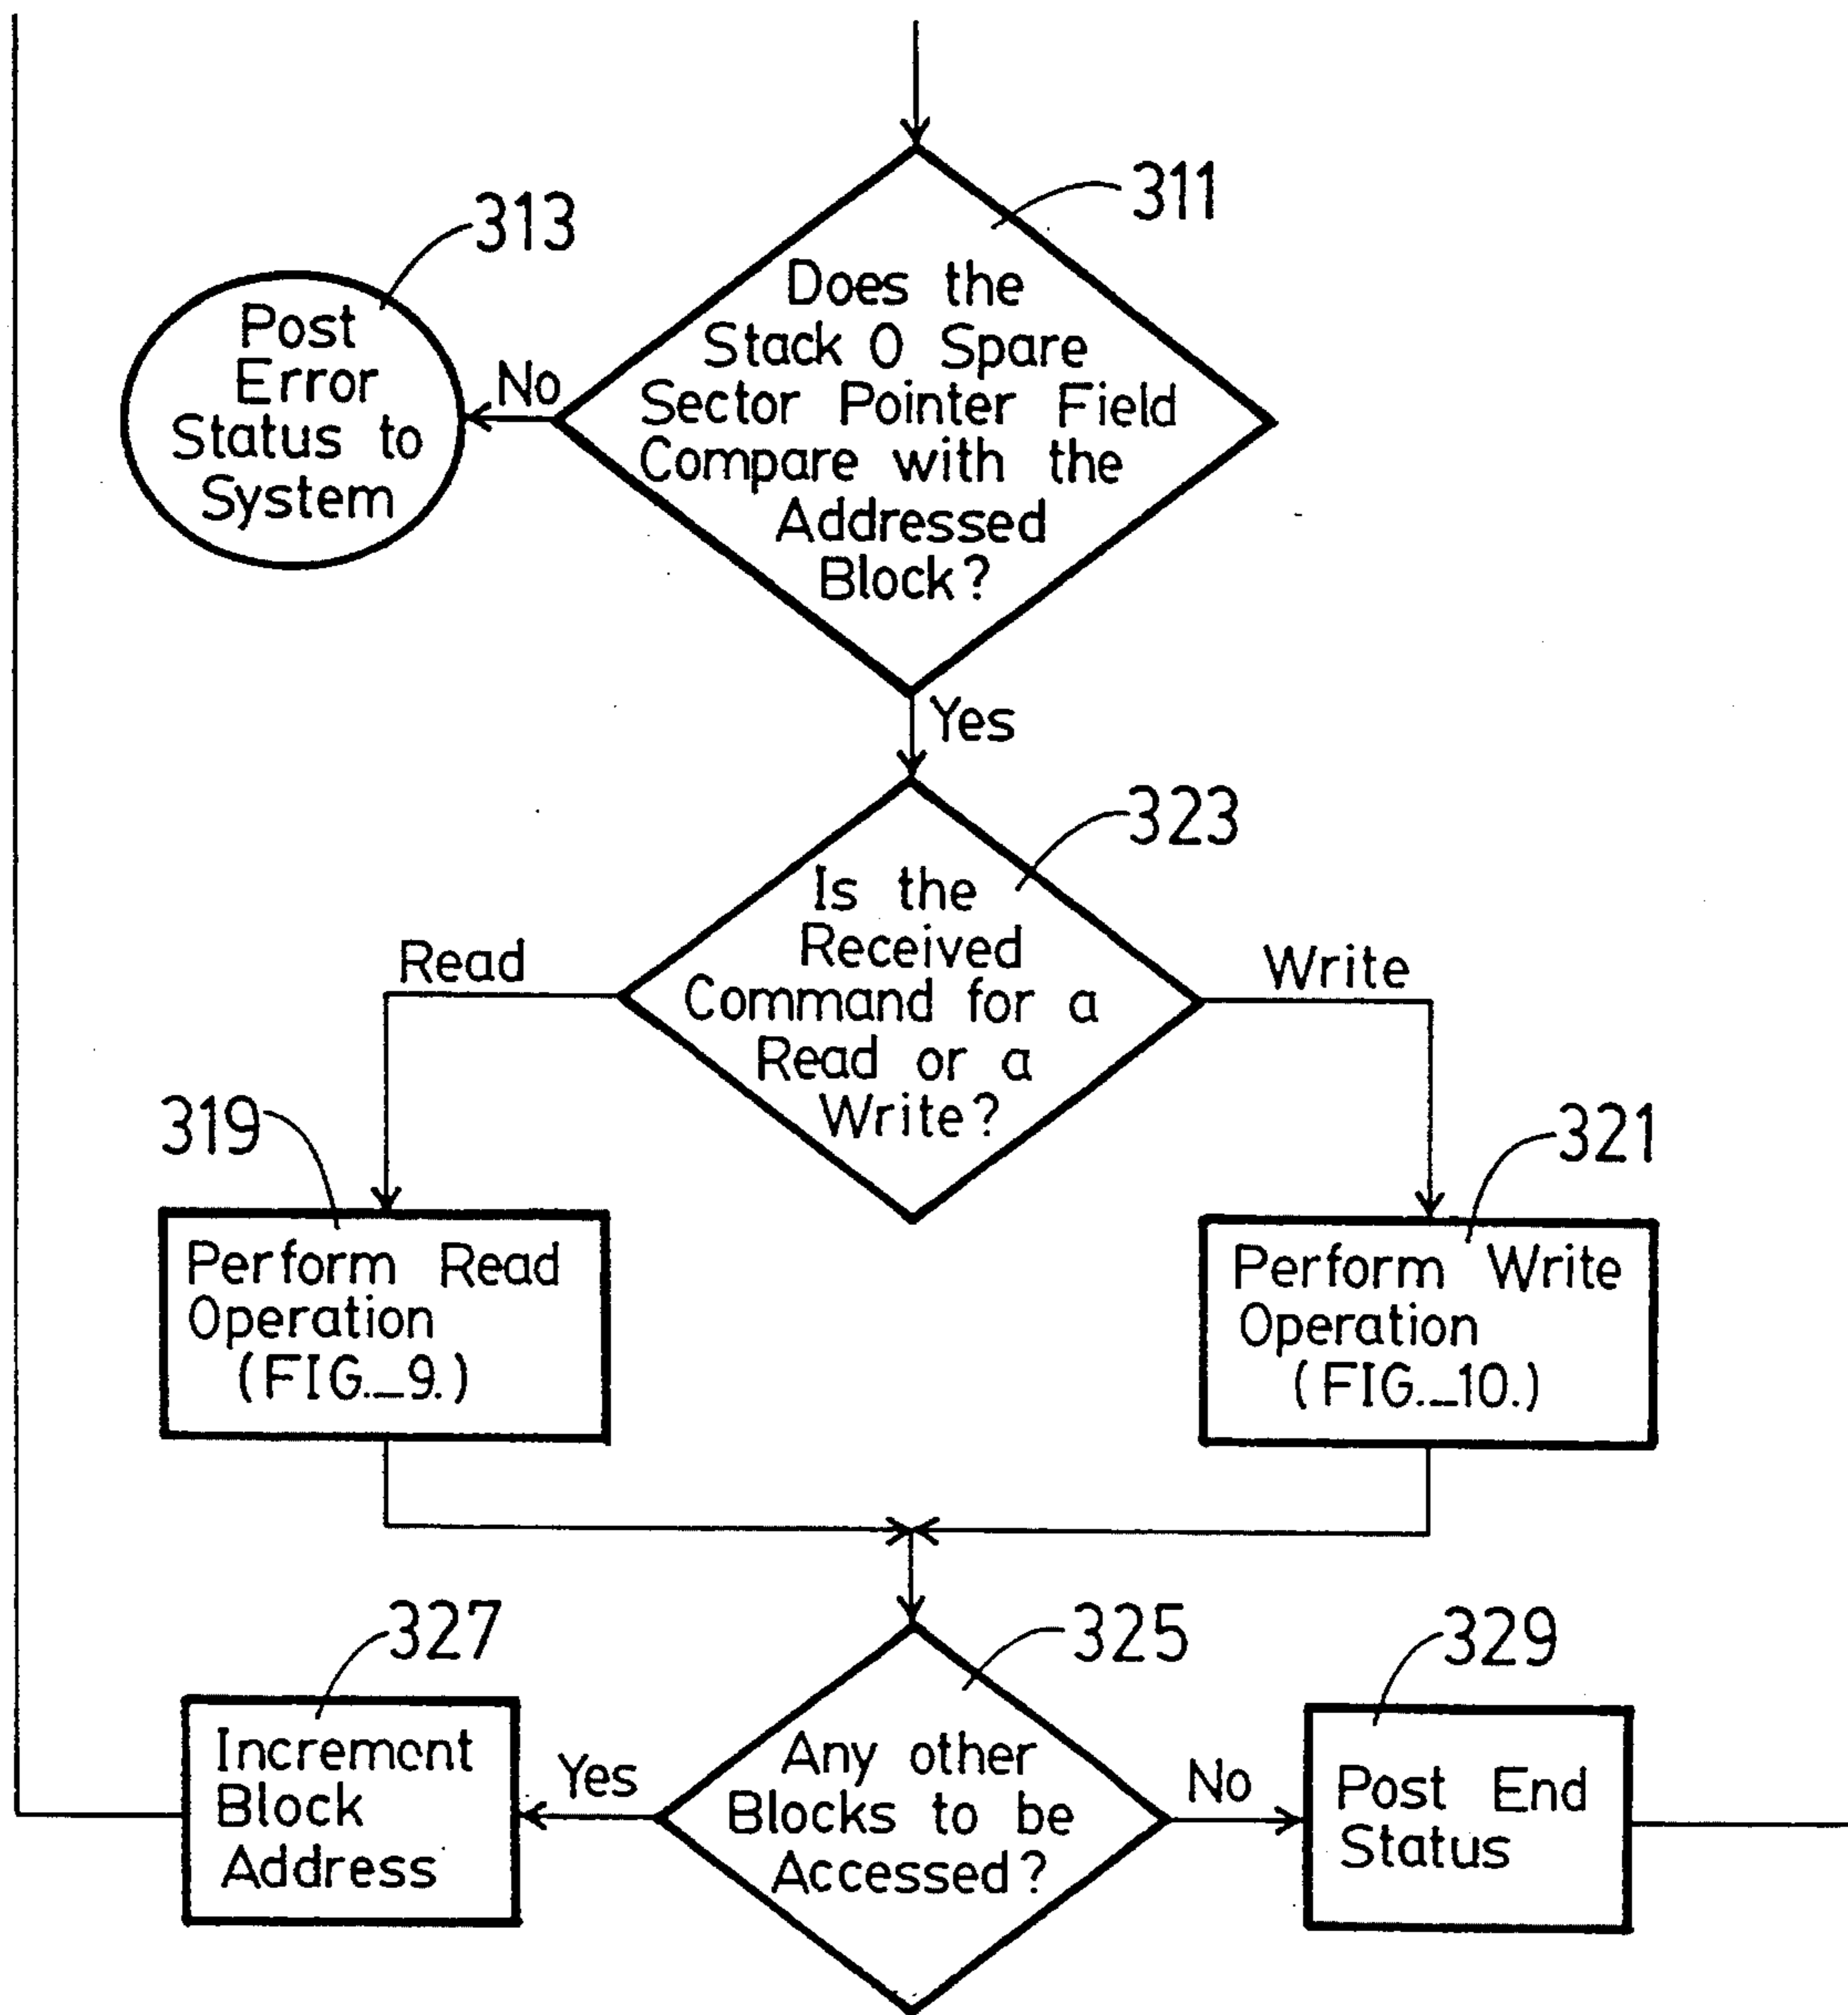 311
313
Does the
Stack 0 Spare
Sector Pointer Field
Compare with the
Addressed
Block?
Post
Error
Status to
System
No
Yes
323
Is the
Received
Command for a
Read or a
Write?
Read
Write
319
321
Perform Read
Operation
(FIG._9.)
Perform Write
Operation
(FIG._10.)
327
325
329
Increment
Block
Address
Yes
Any other
Blocks to be
Accessed?
No
Post End
Status